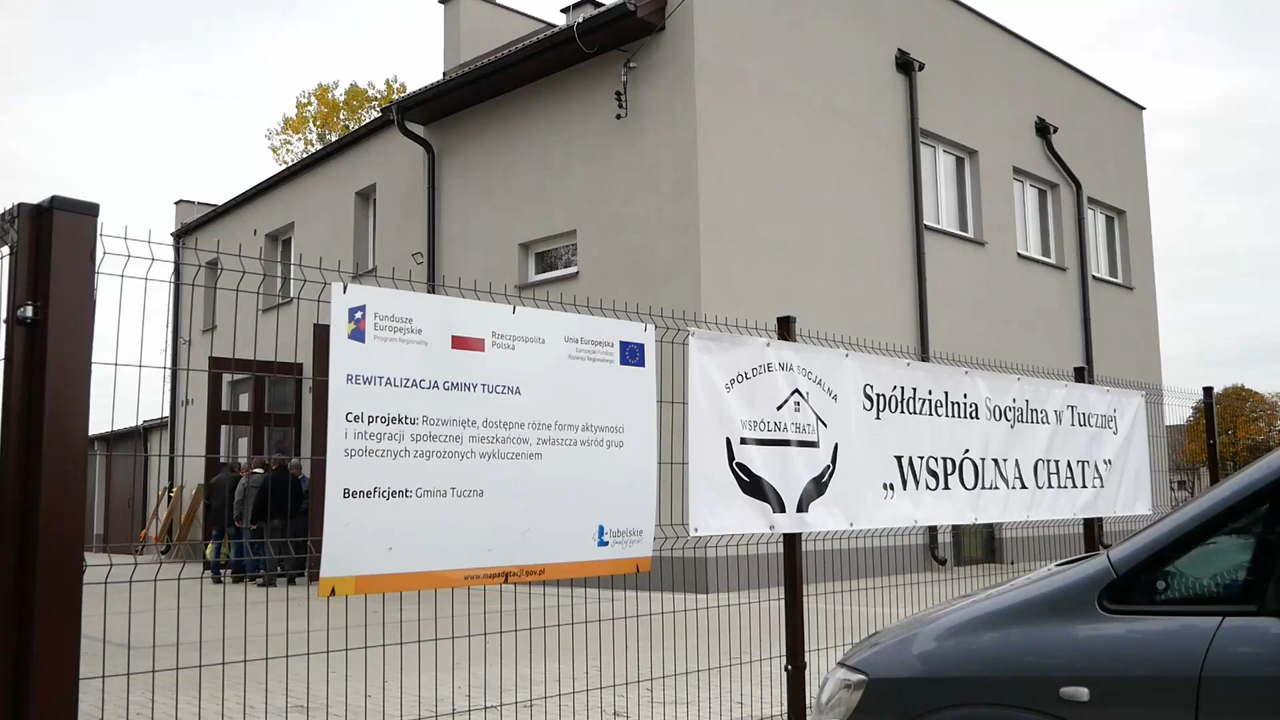 Fundusze
Europejskie
Program Regionalny
Rzeczpospolita
Polska
Unia Europejska
Europejski Fundusz
Rozwoju Regionalnego
REWITALIZACJA GMINY TUCZNA
Cel projektu: Rozwinięte, dostępne różne formy aktywności
i integracji społecznej mieszkańców, zwłaszcza wśród grup
społecznych zagrożonych wykluczeniem
Beneficjent: Gmina Tuczna
lubelskie
www.mapadotacji.gov.pl
SPÓŁDZIELNIA SOCJALNA
WSPÓLNA CHATA
Spółdzielnia Socjalna w Tucznej
„WSPÓLNA CHATA”